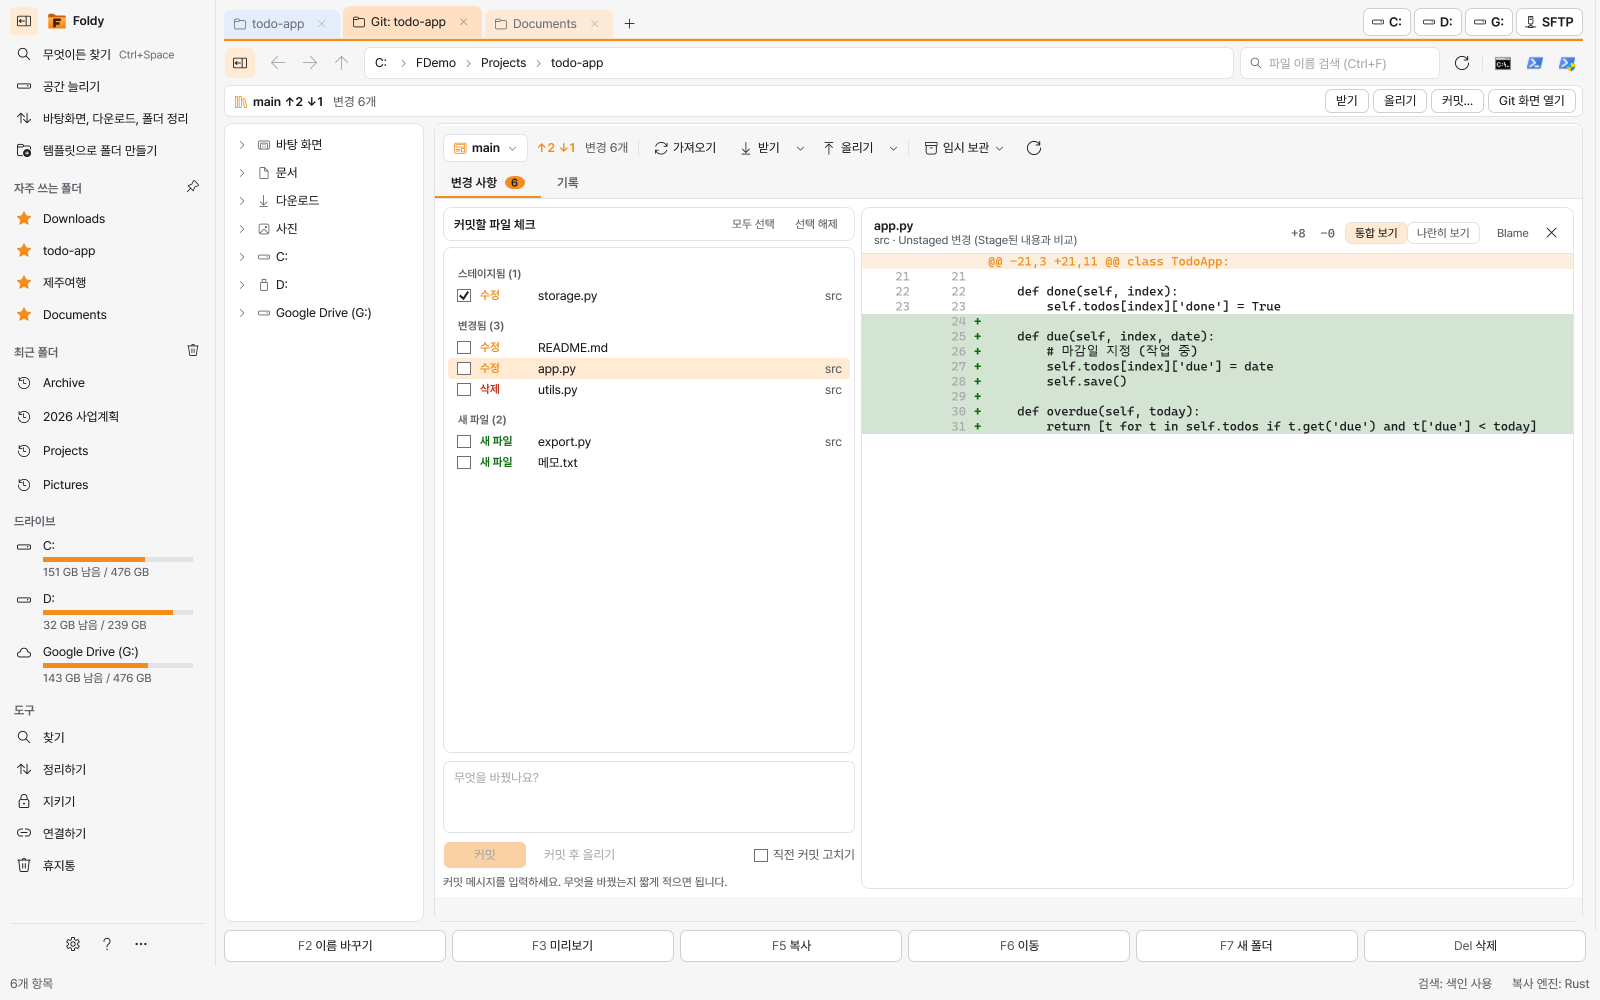 Foldy
무엇이든 찾기 Ctrl+Space
공간 늘리기
바탕화면, 다운로드, 폴더 정리
템플릿으로 폴더 만들기
자주 쓰는 폴더
Downloads
todo-app
제주여행
Documents
최근 폴더
Archive
2026 사업계획
Projects
Pictures
드라이브
C:
151 GB 남음 / 476 GB
D:
32 GB 남음 / 239 GB
Google Drive (G:)
143 GB 남음 / 476 GB
도구
찾기
정리하기
지키기
연결하기
휴지통
6개 항목
todo-app
Git: todo-app
Documents
C:
D:
G:
SFTP
C: FDemo Projects todo-app
파일 이름 검색 (Ctrl+F)
main ↑2 ↓1 변경 6개
받기
올리기
커밋...
Git 화면 열기
바탕 화면
문서
다운로드
사진
C:
D:
Google Drive (G:)
main ↑2 ↓1 변경 6개 가져오기 받기 올리기 임시 보관
변경 사항 6 기록
커밋할 파일 체크 모두 선택 선택 해제
스테이지됨 (1)
수정 storage.py src
변경됨 (3)
수정 README.md
수정 app.py src
삭제 utils.py src
새 파일 (2)
새 파일 export.py src
새 파일 메모.txt
무엇을 바꿨나요?
커밋 커밋 후 올리기 직전 커밋 고치기
커밋 메시지를 입력하세요. 무엇을 바꿨는지 짧게 적으면 됩니다.
app.py
src · Unstaged 변경 (Stage된 내용과 비교)
+8 −0 통합 보기 나란히 보기 Blame
@@ −21,3 +21,11 @@ class TodoApp:
21 21
22 22 def done(self, index):
23 23 self.todos[index]['done'] = True
24 +
25 + def due(self, index, date):
26 + # 마감일 지정 (작업 중)
27 + self.todos[index]['due'] = date
28 + self.save()
29 +
30 + def overdue(self, today):
31 + return [t for t in self.todos if t.get('due') and t['due'] < today]
F2 이름 바꾸기
F3 미리보기
F5 복사
F6 이동
F7 새 폴더
Del 삭제
검색: 색인 사용 복사 엔진: Rust